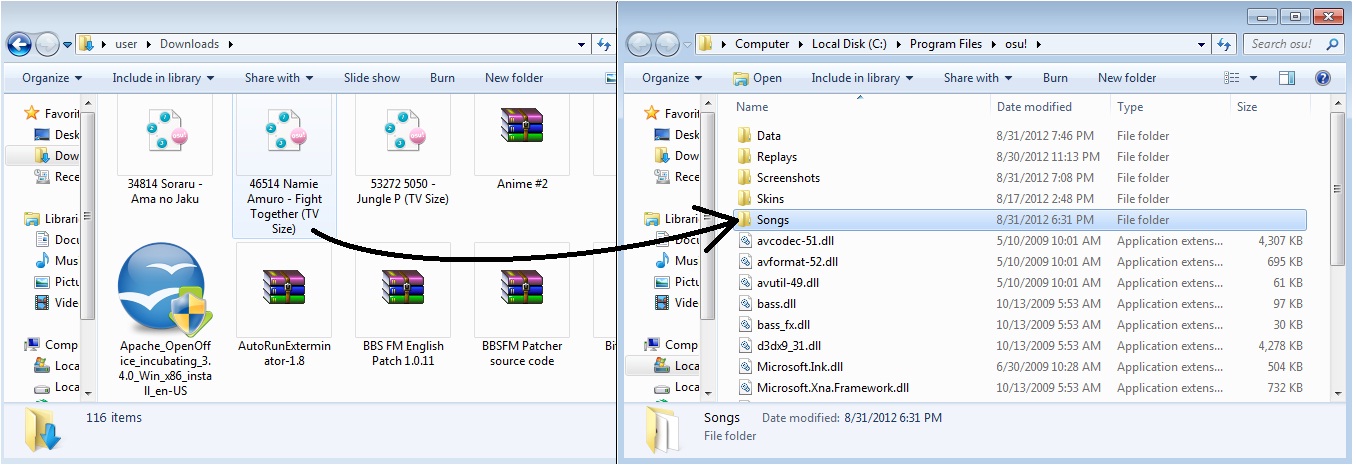 user Downloads
Organize Include in library Share with Slide show Burn New folder
Favorit
Desk
Dow
Rece
Librari
Docu
Mus
Pictu
Vide
Comp
Loca
Loca
34814 Soraru -
Ama no Jaku
46514 Namie
Amuro - Fight
Together (TV
Size)
53272 5050 -
Jungle P (TV Size)
Anime #2
Apache_OpenOff
ice_incubating_3.
4.0_Win_x86_insta
ll_en-US
AutoRunExtermin
ator-1.8
BBS FM English
Patch 1.0.11
BBSFM Patcher
source code
Bi
116 items
Computer Local Disk (C:) Program Files osu!
Search osu!
Organize Open Include in library Share with Burn New folder
Favorit
Desk
Dow
Rece
Librari
Docu
Mus
Pictu
Vide
Comp
Loca
Loca
Name Date modified Type Size
Data 8/31/2012 7:46 PM File folder
Replays 8/30/2012 11:13 PM File folder
Screenshots 8/31/2012 7:08 PM File folder
Skins 8/17/2012 2:48 PM File folder
Songs 8/31/2012 6:31 PM File folder
avcodec-51.dll 5/10/2009 10:01 AM Application extens... 4,307 KB
avformat-52.dll 5/10/2009 10:01 AM Application extens... 695 KB
avutil-49.dll 5/10/2009 10:01 AM Application extens... 61 KB
bass.dll 10/13/2009 5:53 AM Application extens... 97 KB
bass_fx.dll 10/13/2009 5:53 AM Application extens... 30 KB
d3dx9_31.dll 10/13/2009 5:53 AM Application extens... 4,278 KB
Microsoft.Ink.dll 6/30/2009 10:28 AM Application extens... 504 KB
Microsoft.Xna.Framework.dll 10/13/2009 5:53 AM Application extens... 732 KB
Songs Date modified: 8/31/2012 6:31 PM
File folder